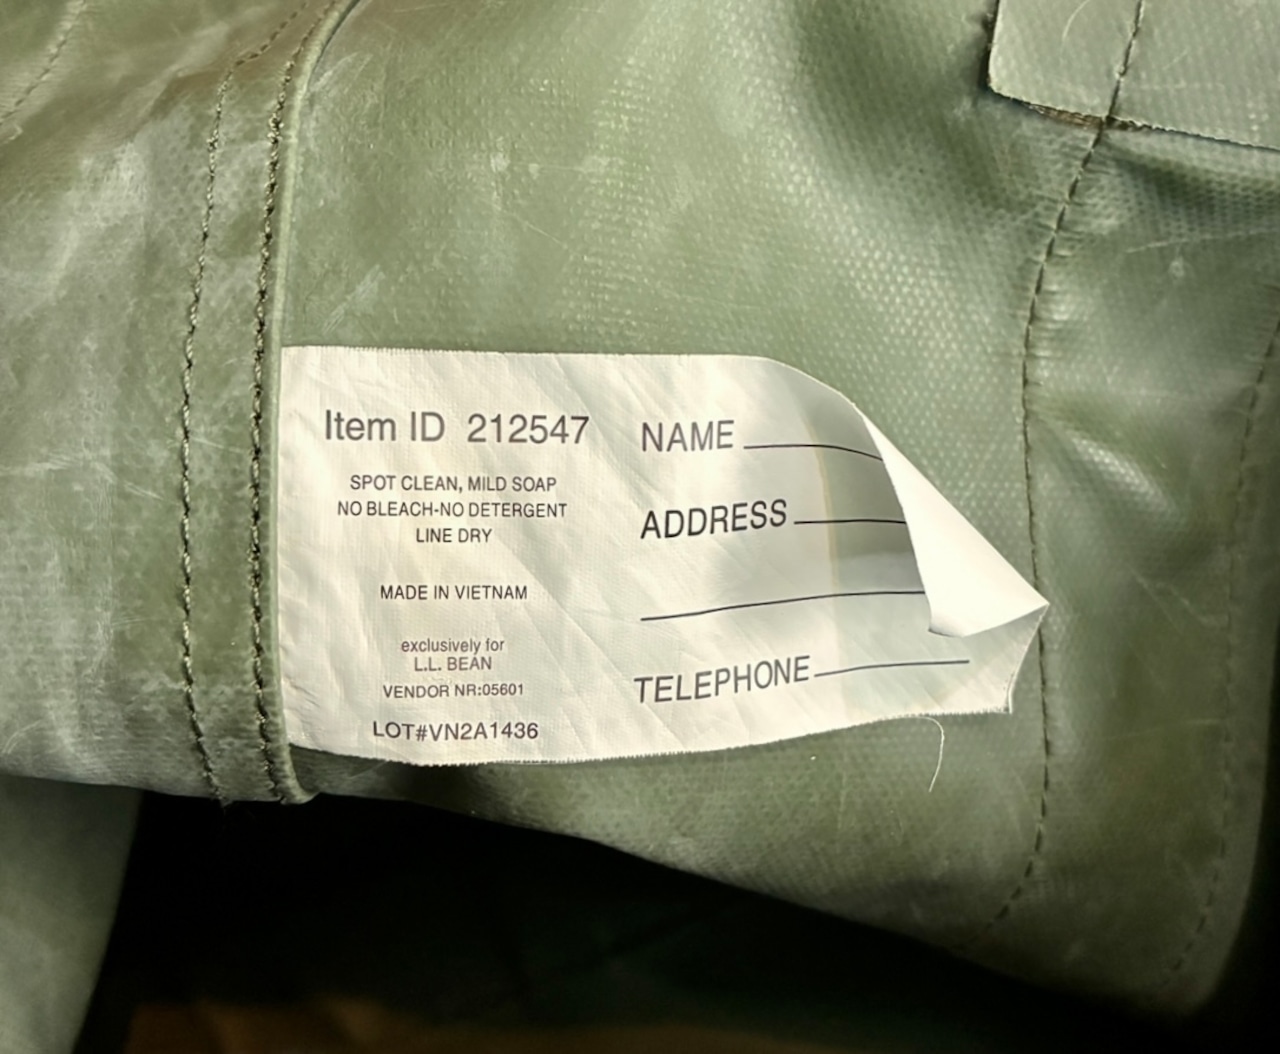 Item ID 212547
SPOT CLEAN, MILD SOAP
NO BLEACH-NO DETERGENT
LINE DRY
MADE IN VIETNAM
exclusively for
L.L. BEAN
VENDOR NR:05601
LOT#VN2A1436
NAME
ADDRESS
TELEPHONE